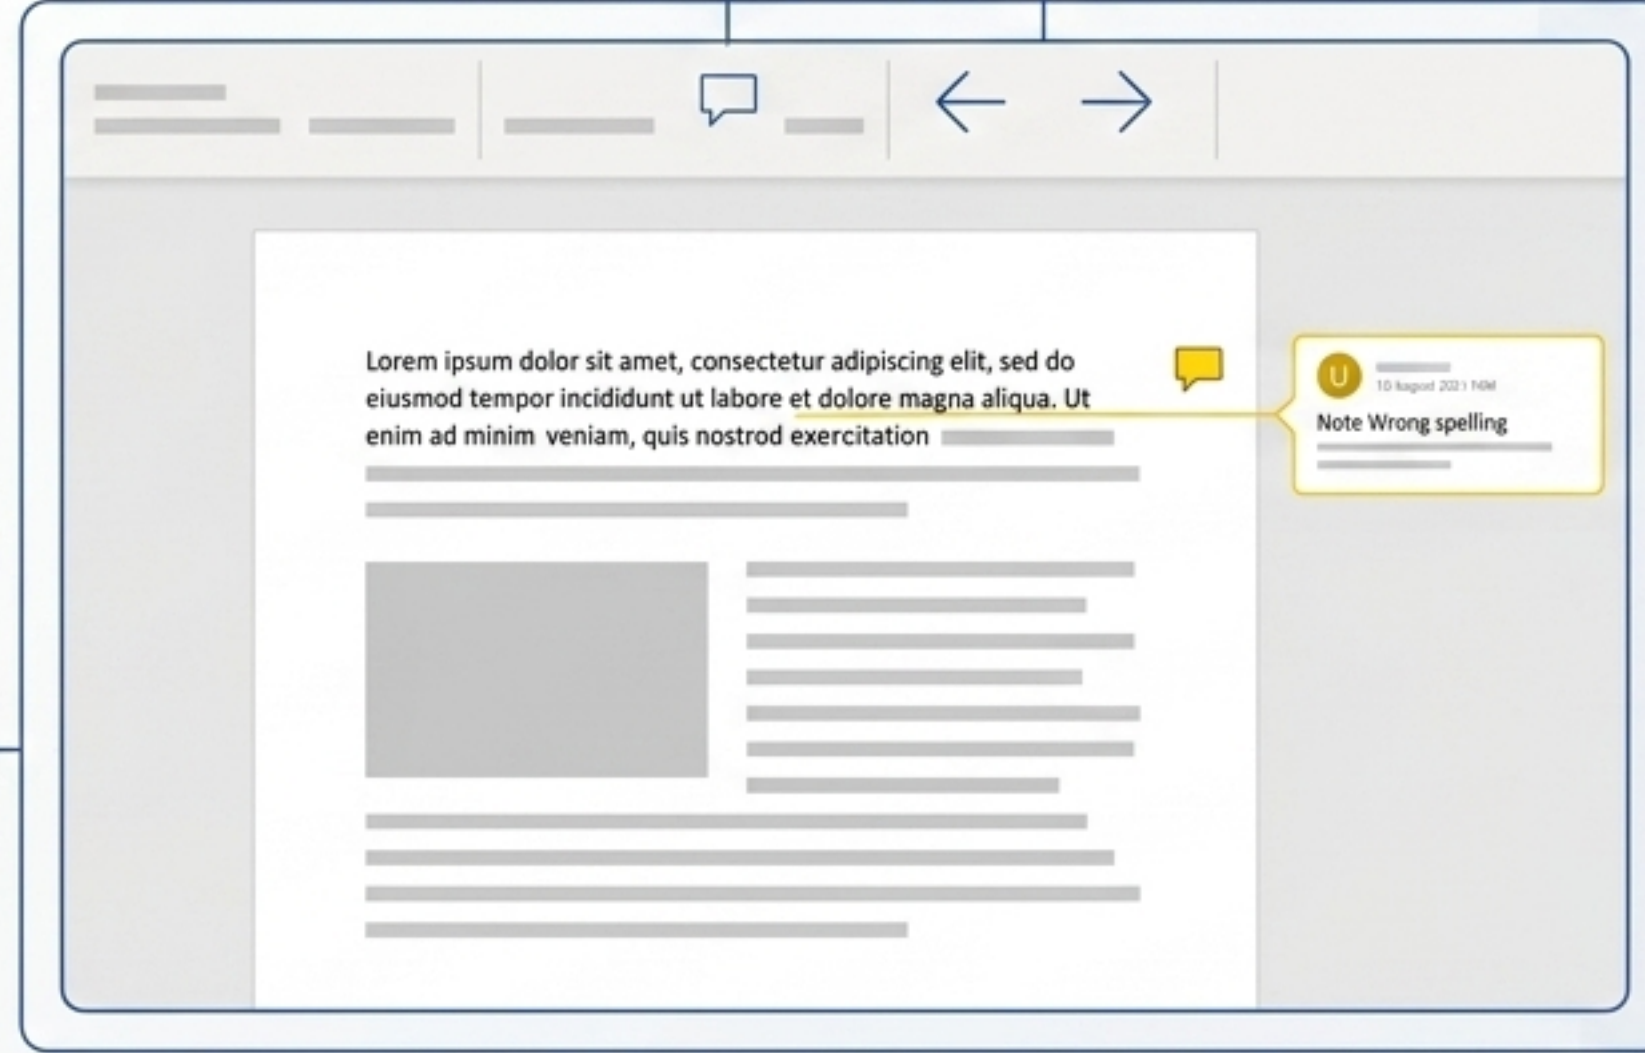 Lorem ipsum dolor sit amet, consectetur adipiscing elit, sed do
eiusmod tempor incididunt ut labore et dolore magna aliqua. Ut
enim ad minim veniam, quis nostrod exercitation
U
2021
Note Wrong spelling